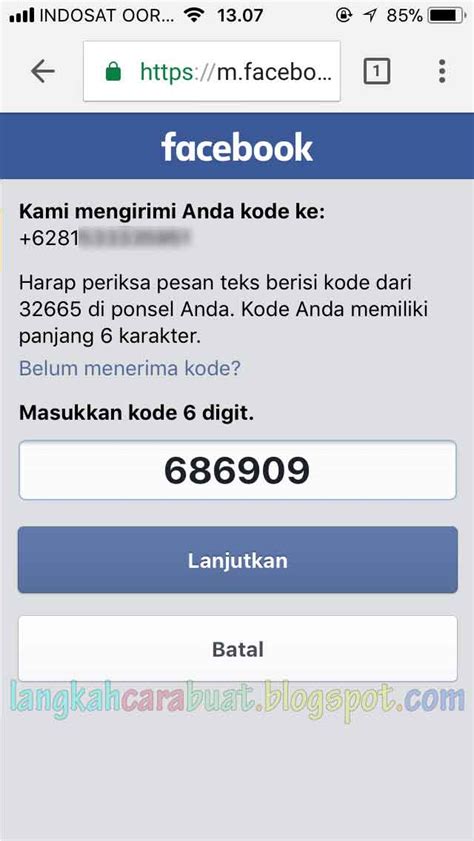 INDOSAT OOR... 13.07 85%
https://m.facebo... 1
facebook
Kami mengirimi Anda kode ke:
+6281
Harap periksa pesan teks berisi kode dari
32665 di ponsel Anda. Kode Anda memiliki
panjang 6 karakter.
Belum menerima kode?
Masukkan kode 6 digit.
686909
Lanjutkan
Batal
langkahcarabuat.blogspot.com